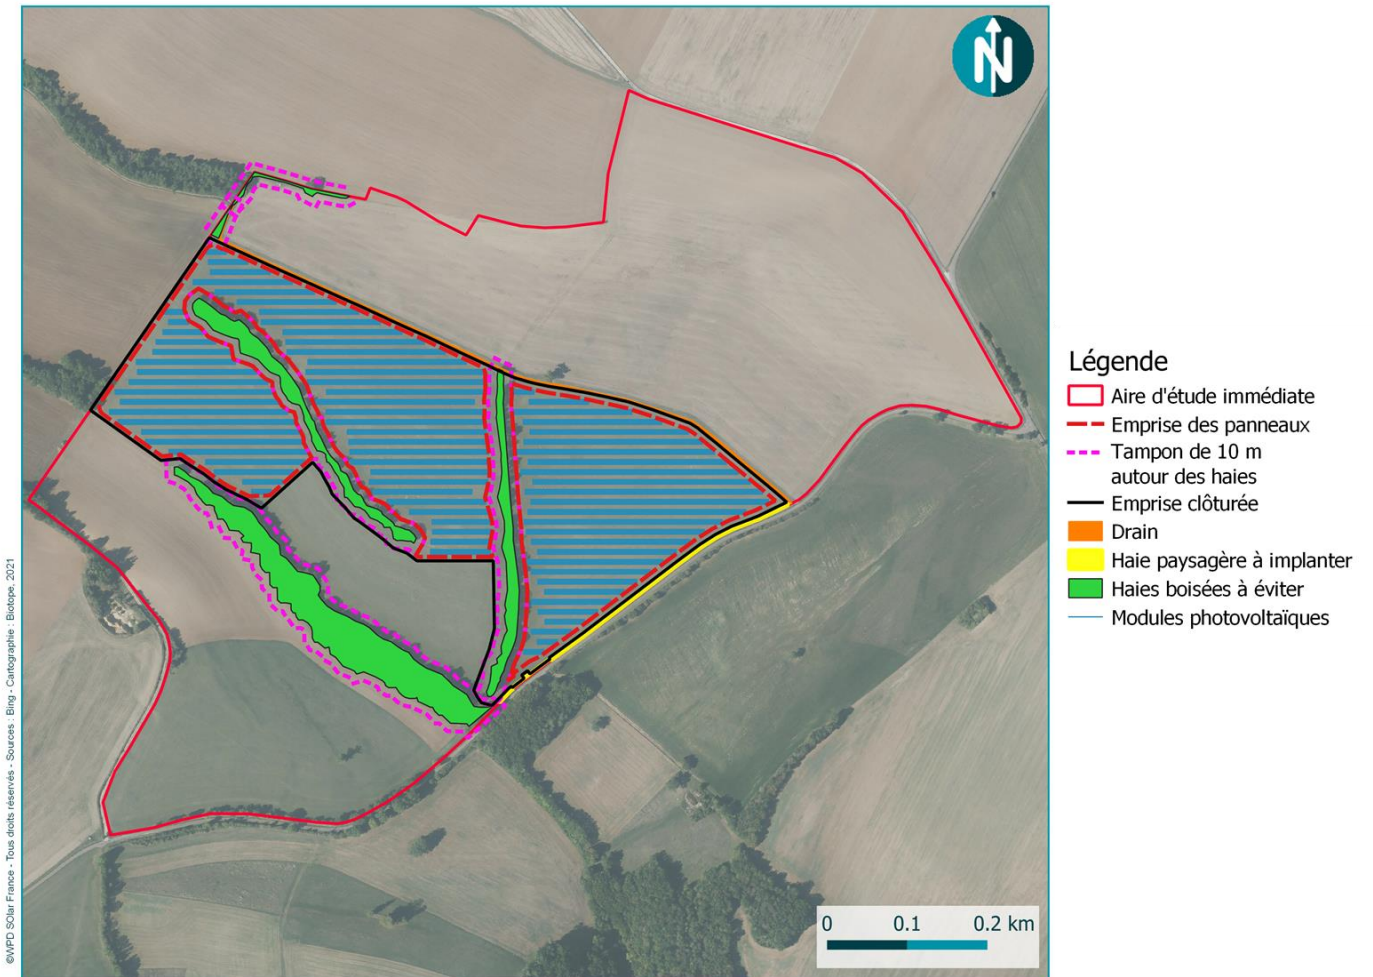 N
Légende
Aire d'étude immédiate
Emprise des panneaux
Tampon de 10 m
autour des haies
Emprise clôturée
Drain
Haie paysagère à implanter
Haies boisées à éviter
Modules photovoltaïques
0 0.1 0.2 km
©WPD SOlar France - Tous droits réservés - Sources : Bing - Cartographie : Biotope, 2021